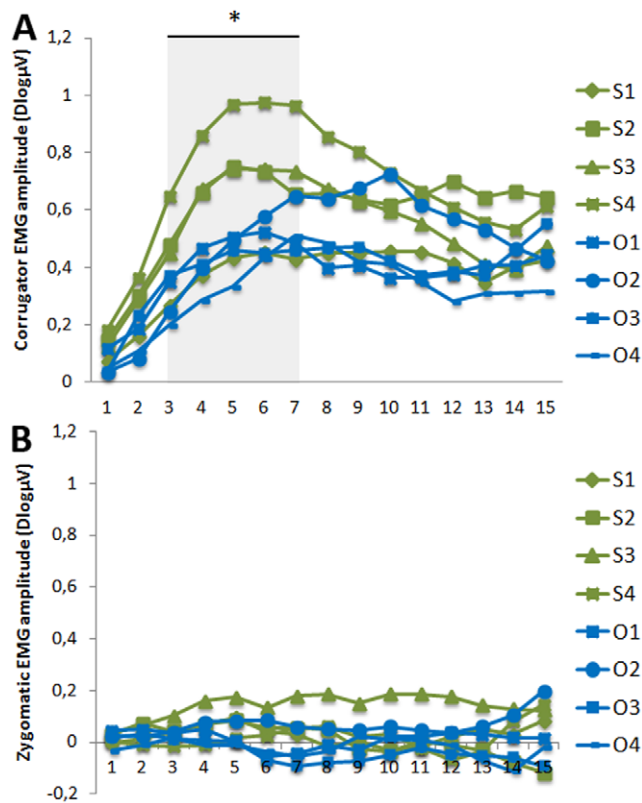 A
*
Corrugator EMG amplitude (DlogµV)
1,2
1
0,8
0,6
0,4
0,2
0
1 2 3 4 5 6 7 8 9 10 11 12 13 14 15
S1
S2
S3
S4
O1
O2
O3
O4
B
Zygomatic EMG amplitude (DlogµV)
1,2
1
0,8
0,6
0,4
0,2
0
-0,2
1 2 3 4 5 6 7 8 9 10 11 12 13 14 15
S1
S2
S3
S4
O1
O2
O3
O4